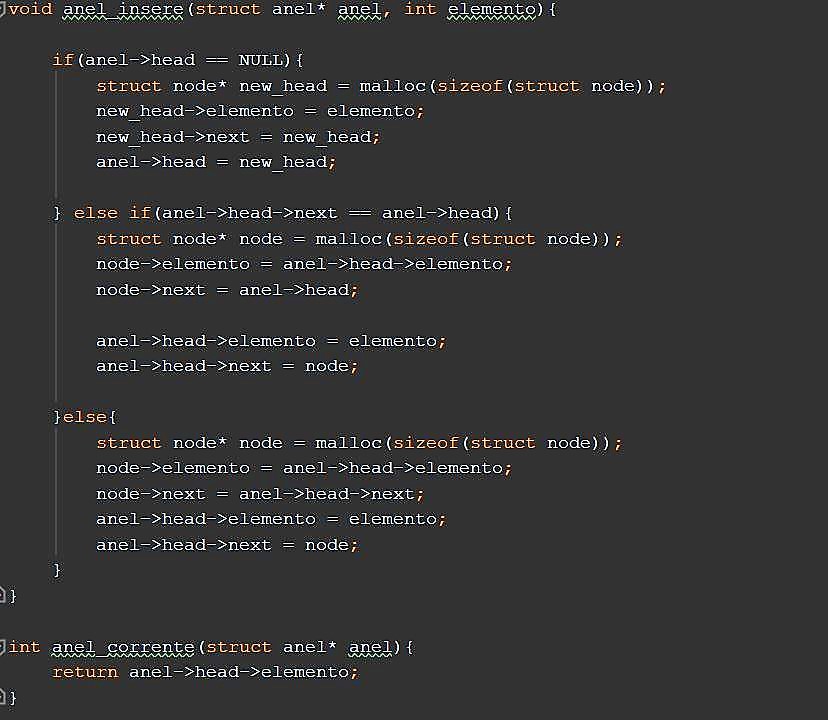 void anel_insere(struct anel* anel, int elemento){
if(anel->head == NULL){
struct node* new_head = malloc(sizeof(struct node));
new_head->elemento = elemento;
new_head->next = new_head;
anel->head = new_head;
} else if(anel->head->next == anel->head){
struct node* node = malloc(sizeof(struct node));
node->elemento = anel->head->elemento;
node->next = anel->head;
anel->head->elemento = elemento;
anel->head->next = node;
}else{
struct node* node = malloc(sizeof(struct node));
node->elemento = anel->head->elemento;
node->next = anel->head->next;
anel->head->elemento = elemento;
anel->head->next = node;
}
}
int anel_corrente(struct anel* anel){
return anel->head->elemento;
}